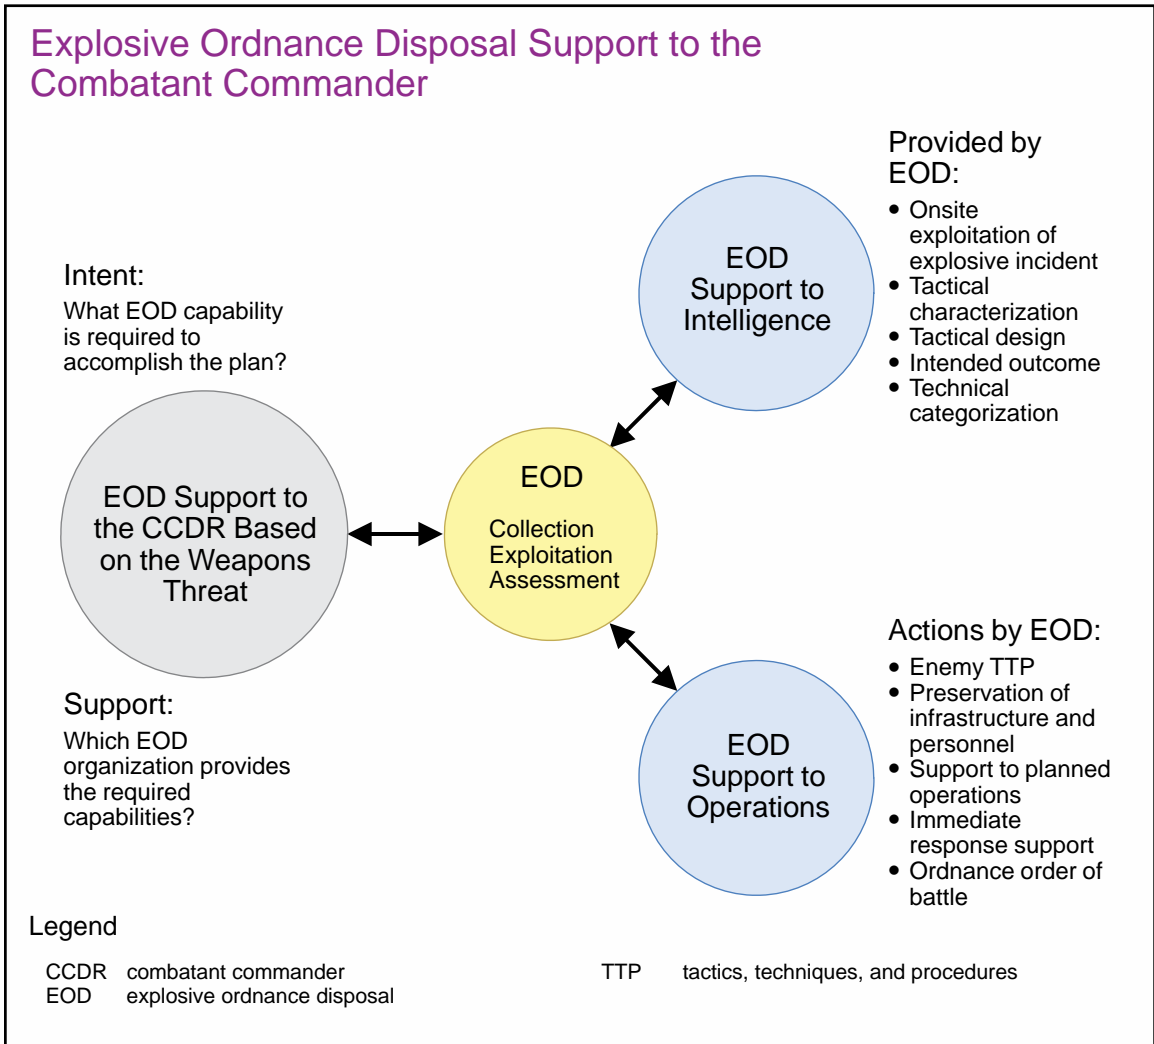 Explosive Ordnance Disposal Support to the
Combatant Commander
Intent:
What EOD capability
is required to
accomplish the plan?
EOD Support to
the CCDR Based
on the Weapons
Threat
Support:
Which EOD
organization provides
the required
capabilities?
EOD
Collection
Exploitation
Assessment
EOD
Support to
Intelligence
Provided by
EOD:
• Onsite
exploitation of
explosive incident
• Tactical
characterization
• Tactical design
• Intended outcome
• Technical
categorization
EOD
Support to
Operations
Actions by EOD:
• Enemy TTP
• Preservation of
infrastructure and
personnel
• Support to planned
operations
• Immediate
response support
• Ordnance order of
battle
Legend
CCDR combatant commander
EOD explosive ordnance disposal
TTP tactics, techniques, and procedures